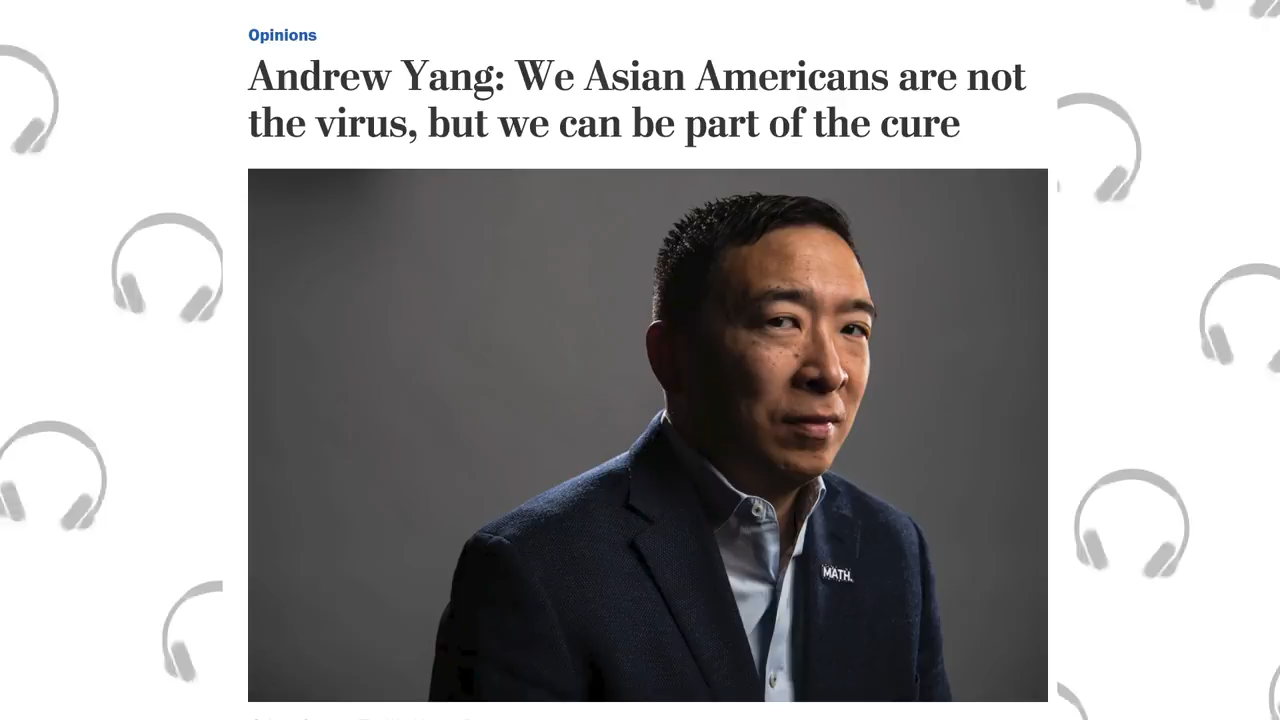 Opinions
Andrew Yang: We Asian Americans are not
the virus, but we can be part of the cure
MATH.